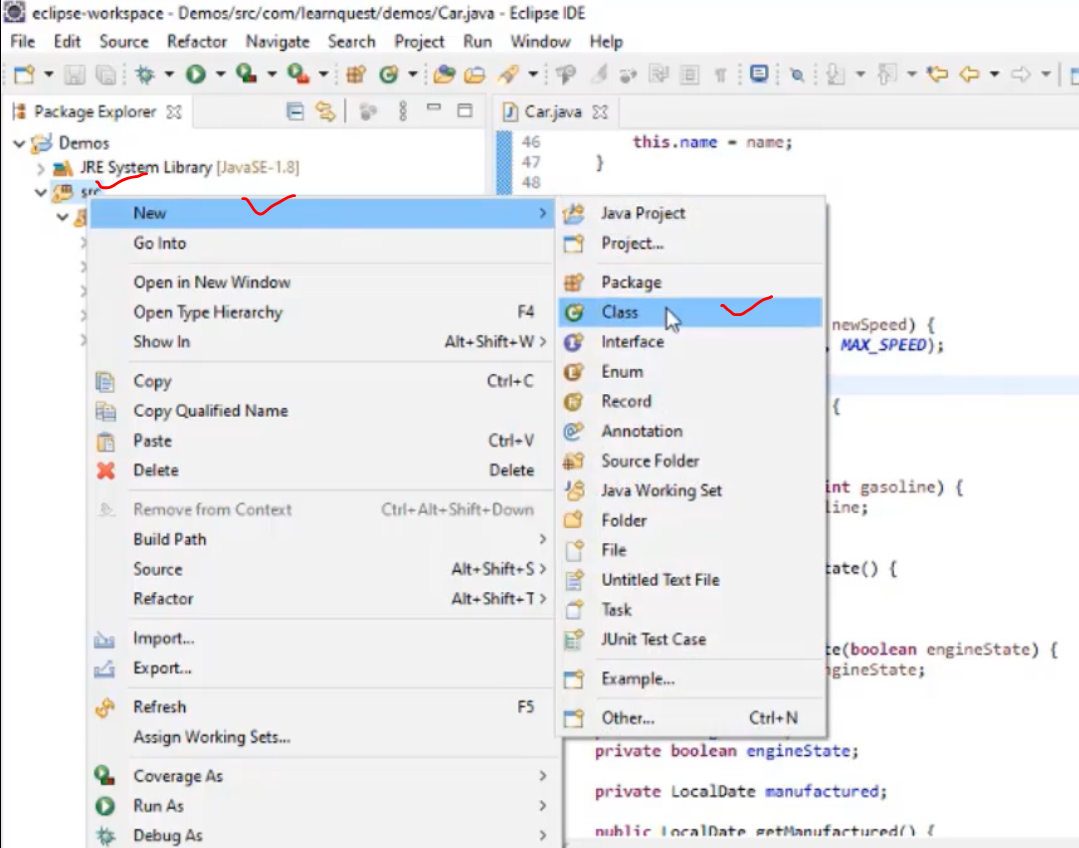 eclipse-workspace - Demos/src/com/learnquest/demos/Car.java - Eclipse IDE
File Edit Source Refactor Navigate Search Project Run Window Help
Package Explorer
Demos
JRE System Library [JavaSE-1.8]
src
New
Go Into
Open in New Window
Open Type Hierarchy F4
Show In Alt+Shift+W >
Copy Ctrl+C
Copy Qualified Name
Paste Ctrl+V
Delete Delete
Remove from Context Ctrl+Alt+Shift+Down
Build Path
Source Alt+Shift+S >
Refactor Alt+Shift+T >
Import...
Export...
Refresh F5
Assign Working Sets...
Coverage As
Run As
Debug As
Java Project
Project...
Package
Class
Interface
Enum
Record
Annotation
Source Folder
Java Working Set
Folder
File
Untitled Text File
Task
JUnit Test Case
Example...
Other... Ctrl+N
Car.java
46 this.name = name;
47 }
48
newSpeed) {
, MAX_SPEED);
{
int gasoline) {
line;
tate() {
te(boolean engineState) {
ngineState;
private boolean engineState;
private LocalDate manufactured;
public LocalDate getManufactured() {